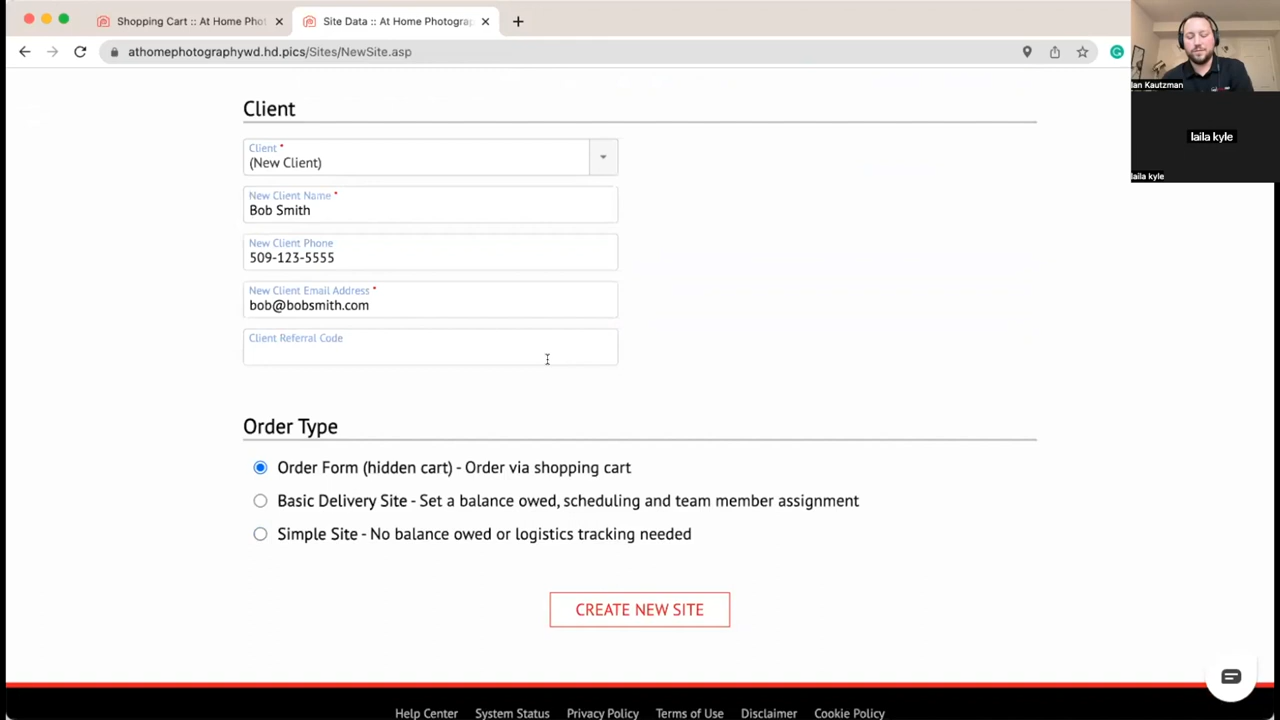 Shopping Cart :: At Home Phot
Site Data :: At Home Photograp
athomephotographywd.hd.pics/Sites/NewSite.asp
Ian Kautzman
laila kyle
laila kyle
Client
Client *
(New Client)
New Client Name *
Bob Smith
New Client Phone
509-123-5555
New Client Email Address *
bob@bobsmith.com
Client Referral Code
Order Type
Order Form (hidden cart) - Order via shopping cart
Basic Delivery Site - Set a balance owed, scheduling and team member assignment
Simple Site - No balance owed or logistics tracking needed
CREATE NEW SITE
Help Center System Status Privacy Policy Terms of Use Disclaimer Cookie Policy